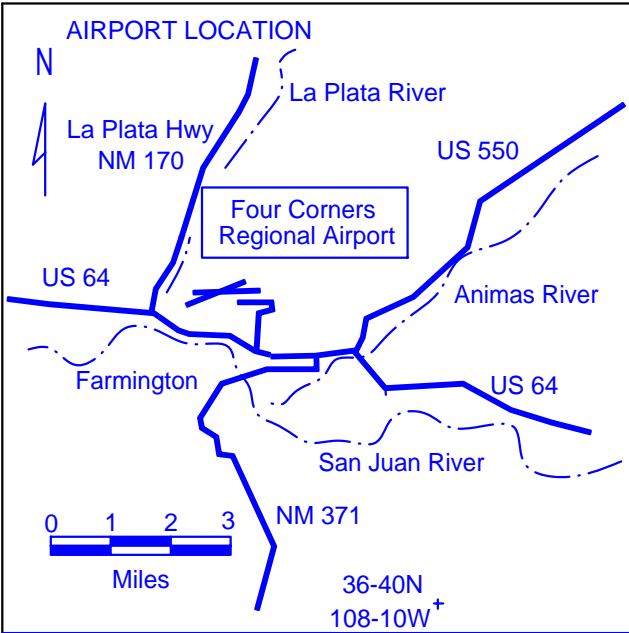 AIRPORT LOCATION
N
La Plata River
La Plata Hwy
NM 170
US 550
Four Corners
Regional Airport
US 64
Animas River
Farmington
US 64
San Juan River
NM 371
0 1 2 3
Miles
36-40N
108-10W